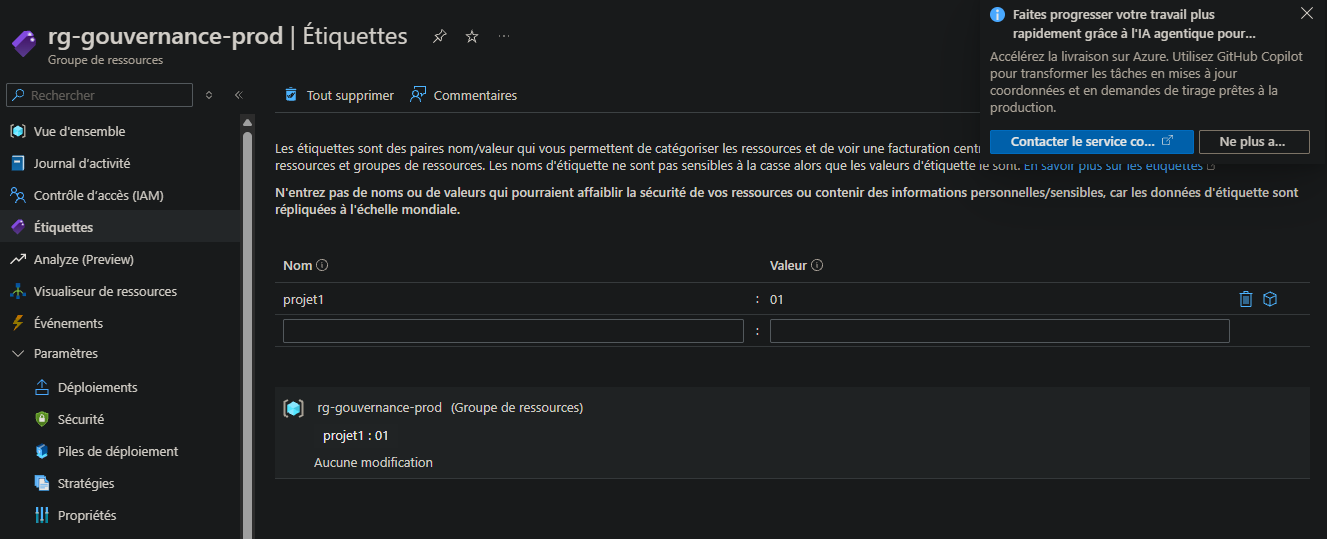 rg-gouvernance-prod | Étiquettes
Groupe de ressources
Rechercher
Vue d'ensemble
Journal d'activité
Contrôle d'accès (IAM)
Étiquettes
Analyze (Preview)
Visualiseur de ressources
Événements
Paramètres
Déploiements
Sécurité
Piles de déploiement
Stratégies
Propriétés
Tout supprimer
Commentaires
Les étiquettes sont des paires nom/valeur qui vous permettent de catégoriser les ressources et de voir une facturation
ressources et groupes de ressources. Les noms d'étiquette ne sont pas sensibles à la casse alors que les valeurs d'étiquette le sont. En savoir plus sur les étiquettes
N'entrez pas de noms ou de valeurs qui pourraient affaiblir la sécurité de vos ressources ou contenir des informations personnelles/sensibles, car les données d'étiquette sont
répliquées à l'échelle mondiale.
Nom
Valeur
projet1 : 01
:
rg-gouvernance-prod (Groupe de ressources)
projet1 : 01
Aucune modification
Faites progresser votre travail plus
rapidement grâce à l'IA agentique pour...
Accélérez la livraison sur Azure. Utilisez GitHub Copilot
pour transformer les tâches en mises à jour
coordonnées et en demandes de tirage prêtes à la
production.
Contacter le service co...
Ne plus a...